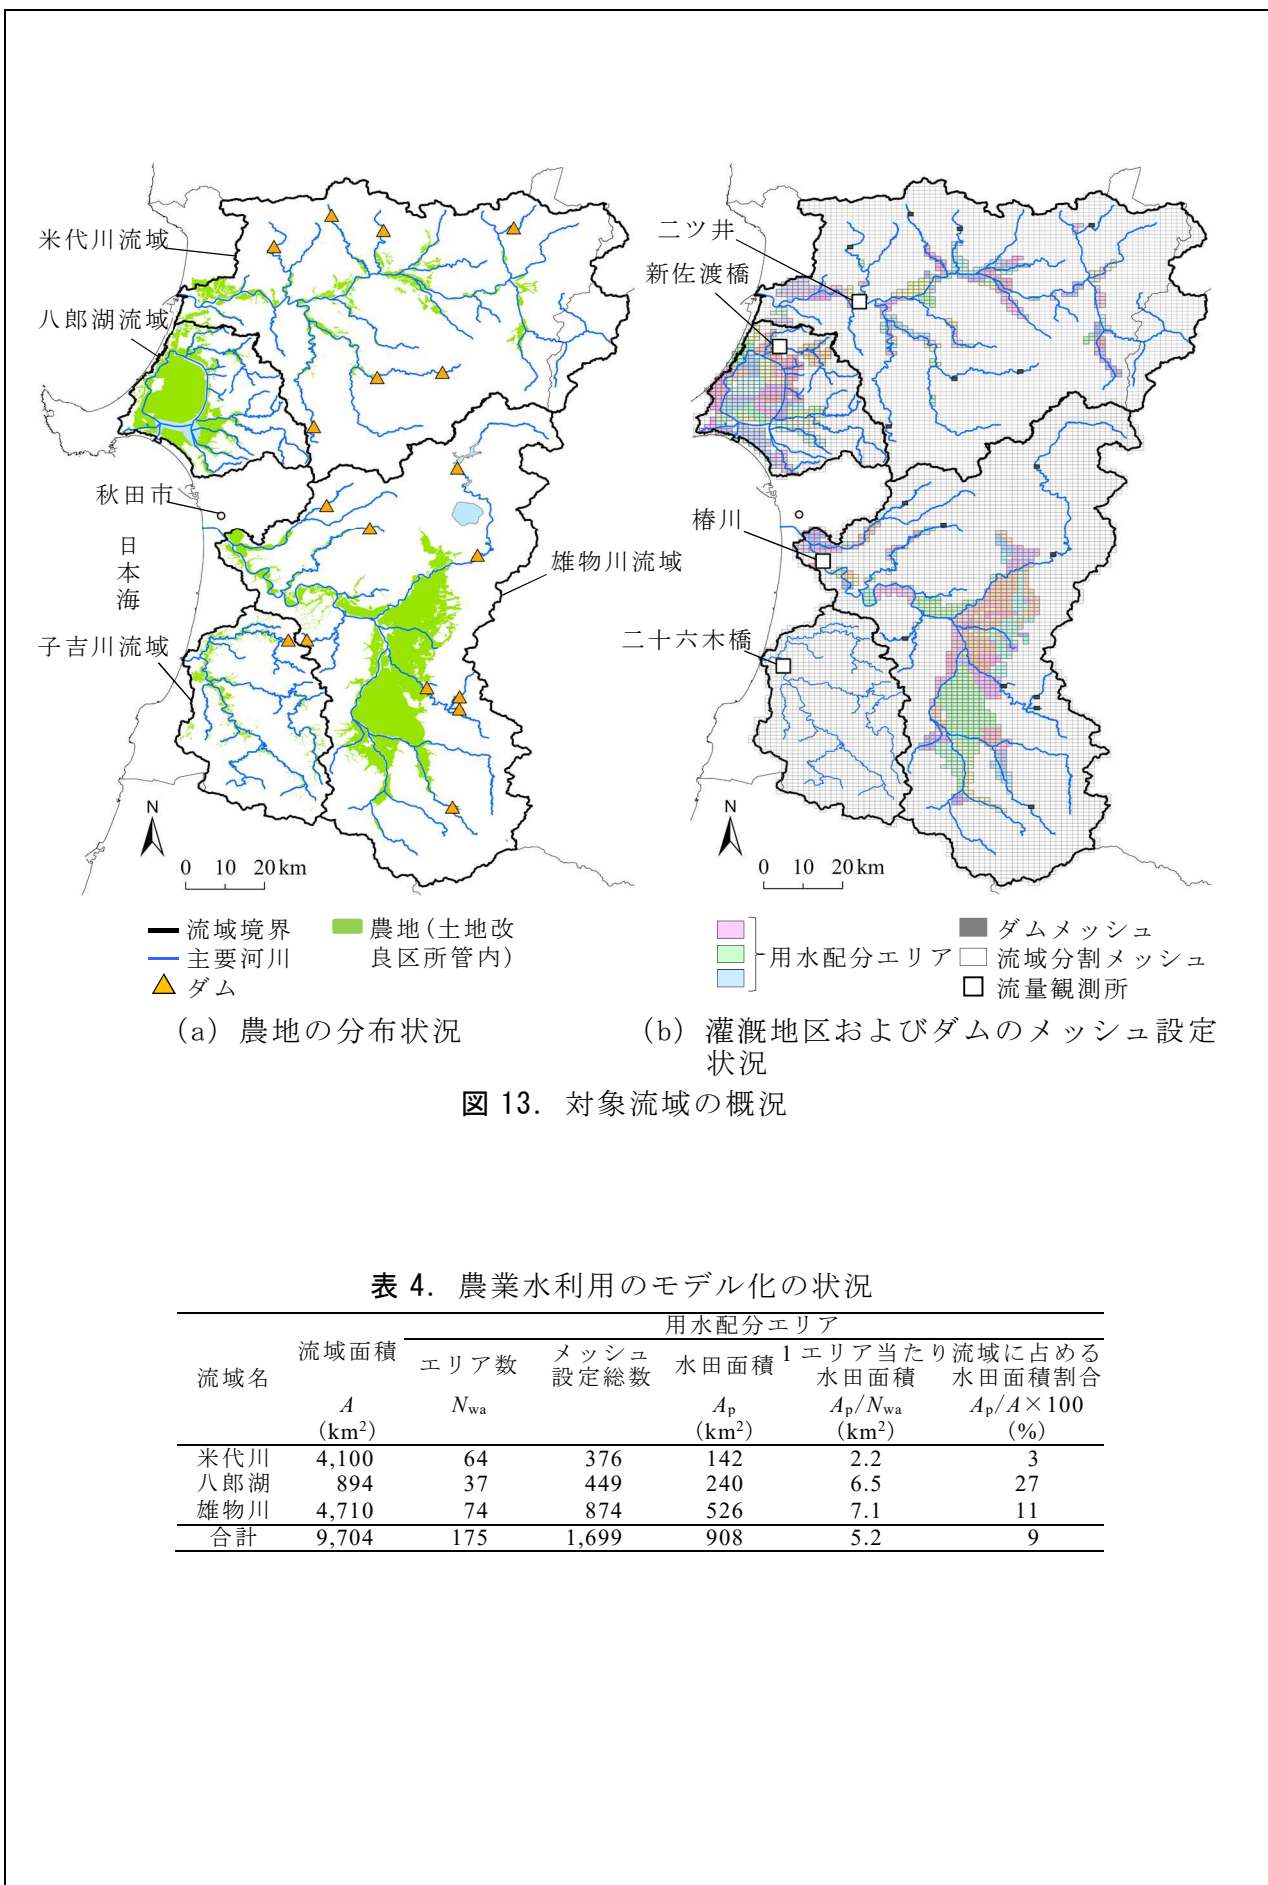 米代川流域
八郎湖流域
秋田市
日本海
子吉川流域
雄物川流域
N
0 10 20km
流域境界
主要河川
ダム
農地(土地改
良区所管内)
(a) 農地の分布状況
二ツ井
新佐渡橋
椿川
二十六木橋
N
0 10 20km
用水配分エリア
ダムメッシュ
流域分割メッシュ
流量観測所
(b) 灌漑地区およびダムのメッシュ設定
状況
図 13. 対象流域の概況
表 4. 農業水利用のモデル化の状況
用水配分エリア
流域名 流域面積 エリア数 メッシュ 設定総数 水田面積 1エリア当たり 水田面積 流域に占める 水田面積割合
A Nwa Ap Ap/Nwa Ap/A×100
(km²) (km²) (km²) (%)
米代川 4,100 64 376 142 2.2 3
八郎湖 894 37 449 240 6.5 27
雄物川 4,710 74 874 526 7.1 11
合計 9,704 175 1,699 908 5.2 9